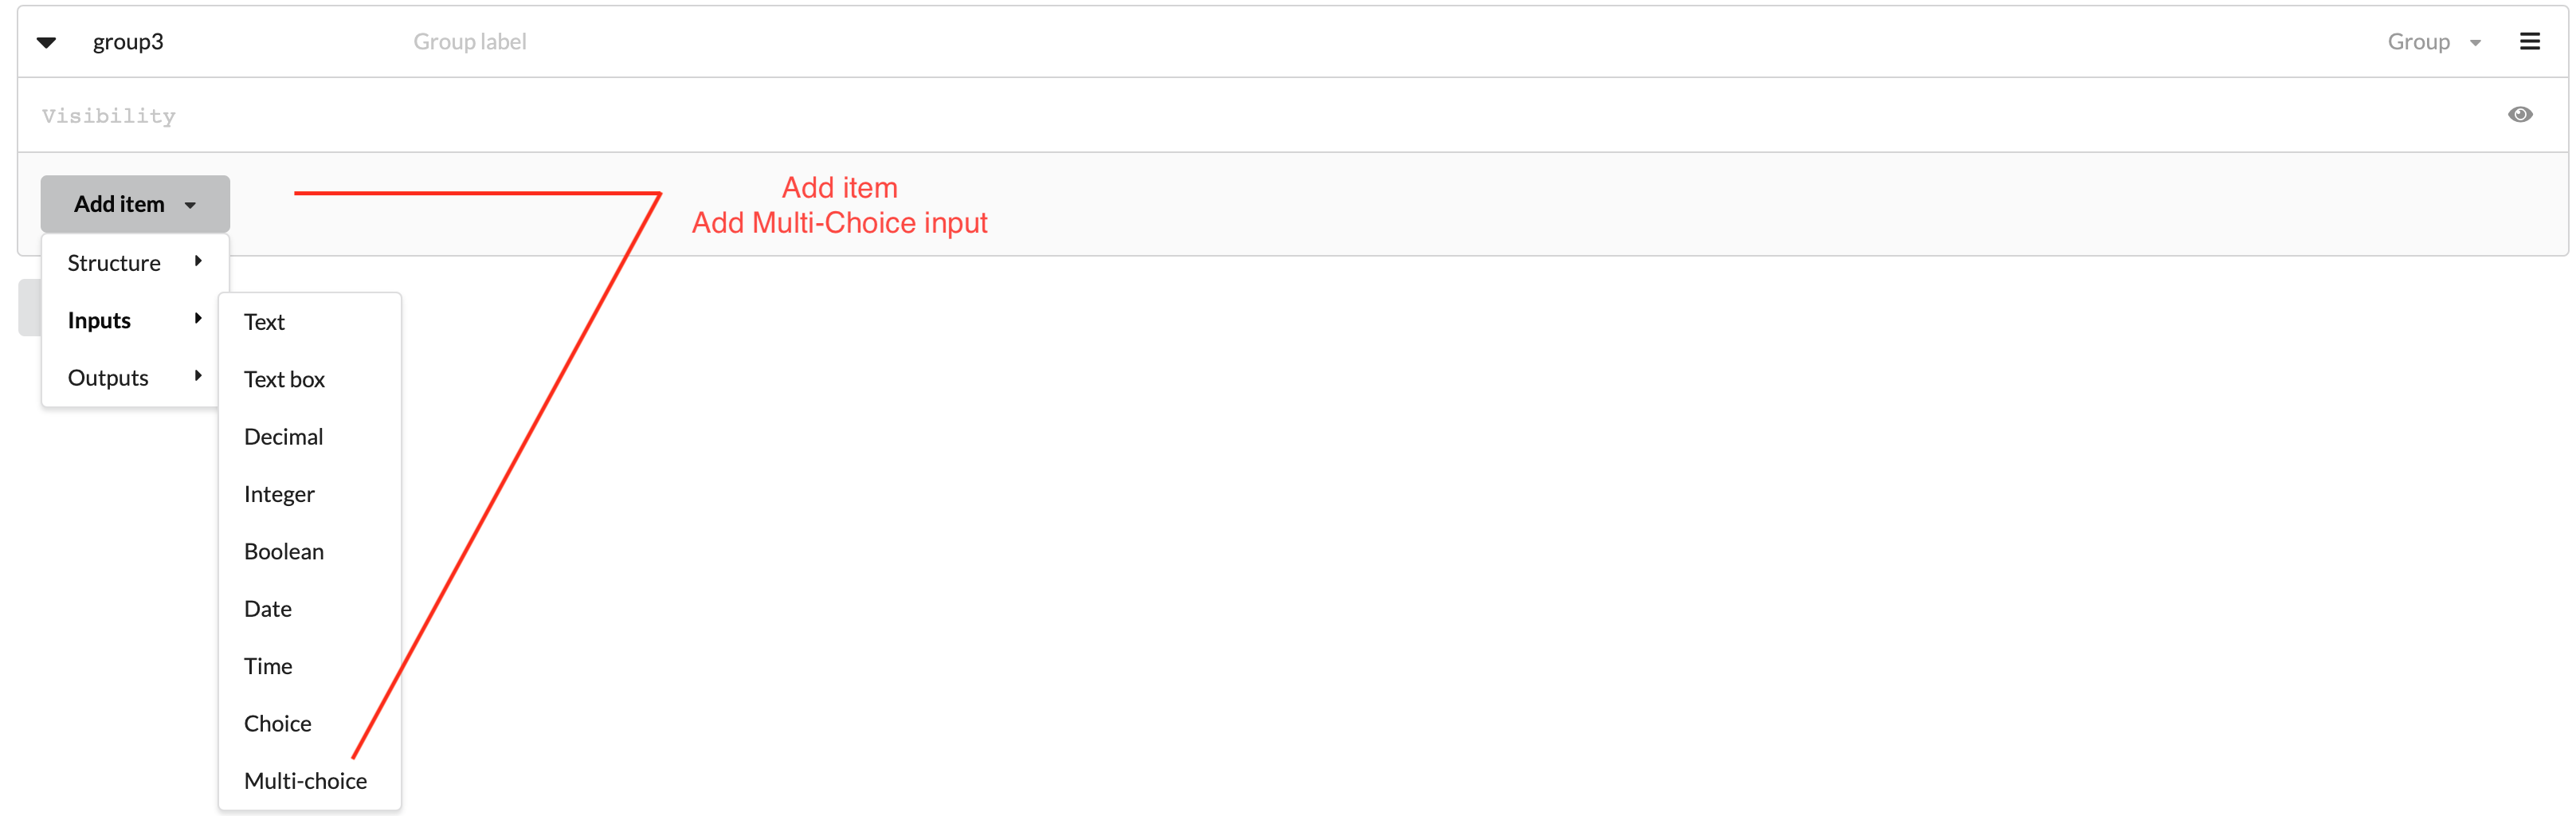 group3 Group label Group
Visibility
Add item
Add item
Add Multi-Choice input
Structure
Inputs
Outputs
Text
Text box
Decimal
Integer
Boolean
Date
Time
Choice
Multi-choice